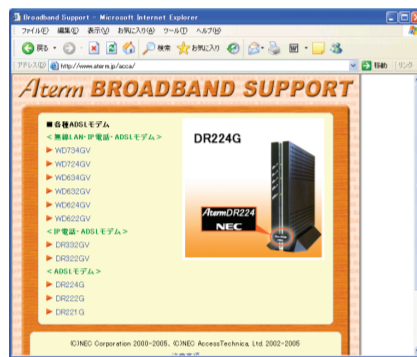 Broadband Support - Microsoft Internet Explorer
ファイル(F) 編集(E) 表示(V) お気に入り(A) ツール(T) ヘルプ(H)
戻る 検索 お気に入り
アドレス(D) http://www.aterm.jp/acca/ 移動 リンク
Aterm BROADBAND SUPPORT
■各種ADSLモデム
<無線LAN・IP電話・ADSLモデム>
WD734GV
WD724GV
WD634GV
WD632GV
WD624GV
WD622GV
<IP電話・ADSLモデム>
DR332GV
DR322GV
<ADSLモデム>
DR224G
DR222G
DR221G
DR224G
AtermDR224
NEC
(C)NEC Corporation 2000-2005, (C)NEC AccessTechnica, Ltd. 2002-2005